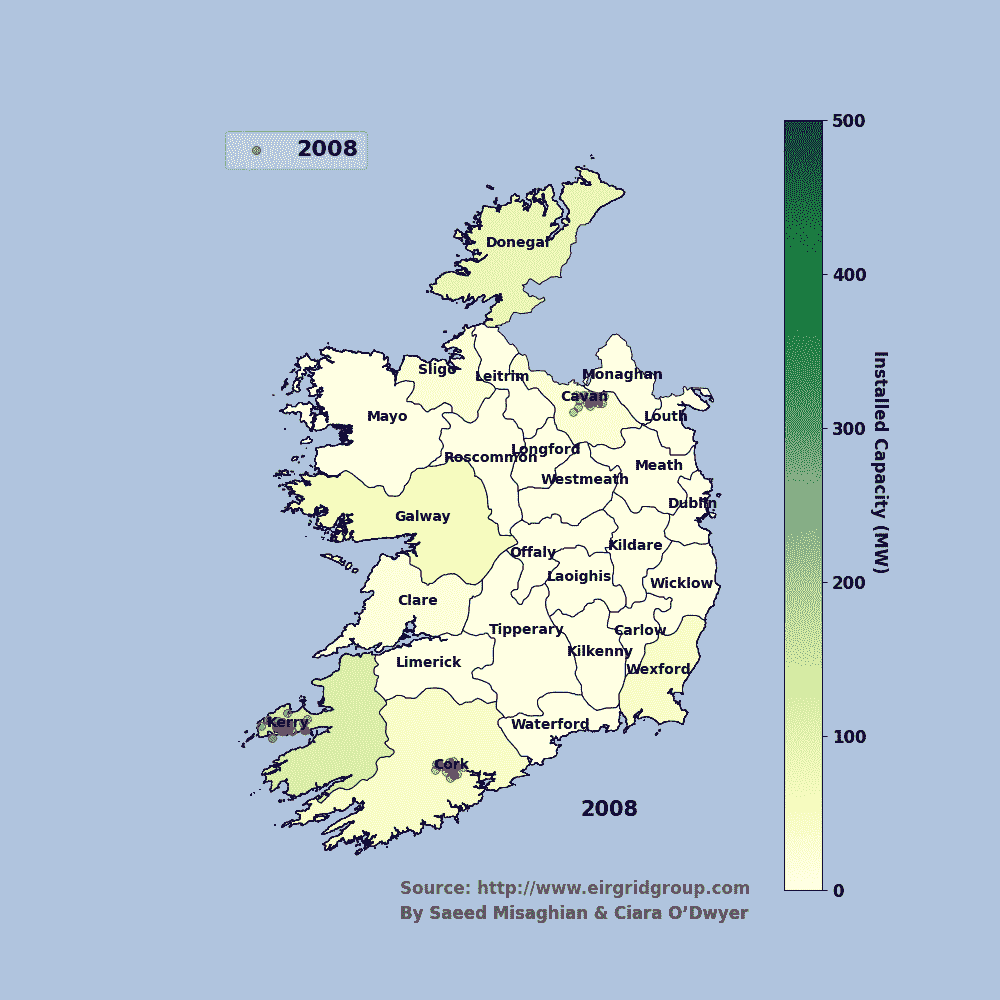 2008
500
Donegal
400
Installed Capacity (MW)
Sligo
Leitrim
Monaghan
Cavan
Mayo
Louth
300
Longford
Roscommon
Meath
Westmeath
Dublin
Galway
Kildare
Offaly
Laoighis
Wicklow
200
Clare
Tipperary
Carlow
Kilkenny
Limerick
Wexford
Kerry
Waterford
100
Cork
2008
Source: http://www.eirgridgroup.com
0
By Saeed Misaghian & Ciara O’Dwyer